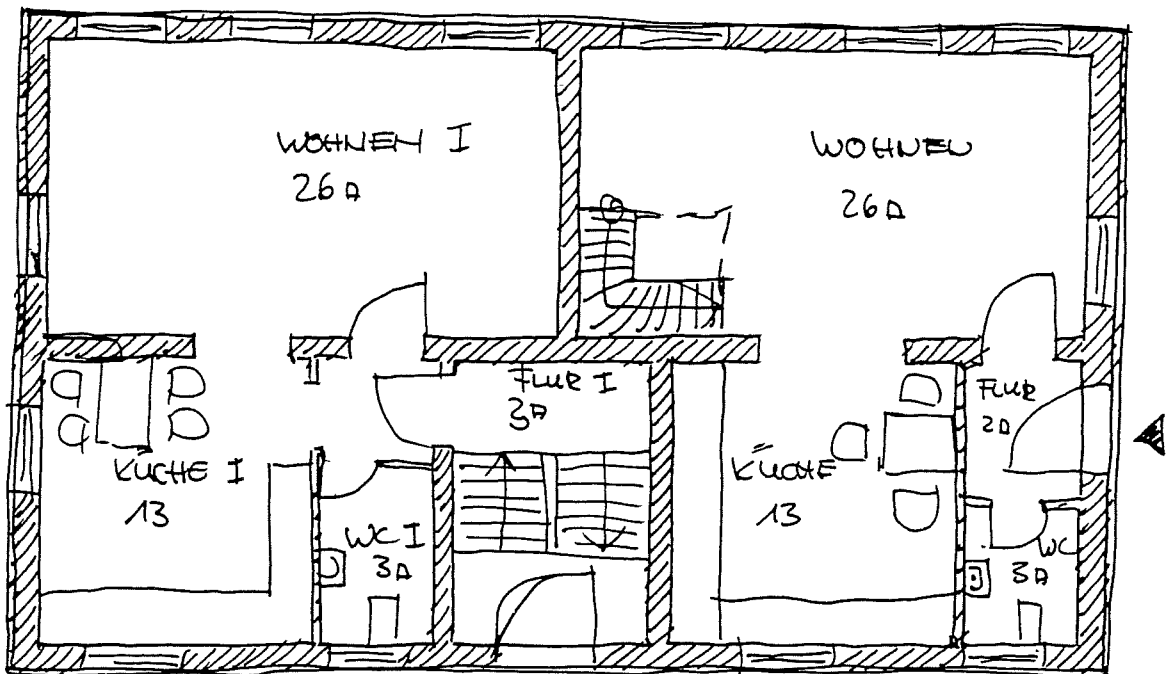 WOHNEN I
26
WOHNEN
26
FLUR I
3
FLUR
2
KÜCHE I
13
KÜCHE
13
WC I
3
WC
3